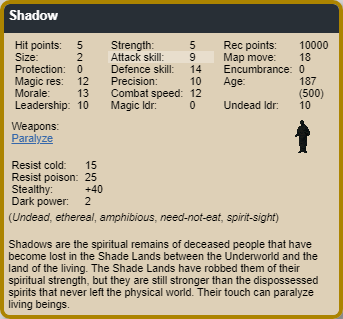 Shadow
Hit points: 5 Strength: 5 Rec points: 10000
Size: 2 Attack skill: 9 Map move: 18
Protection: 0 Defence skill: 14 Encumbrance: 0
Magic res: 12 Precision: 10 Age: 187
Morale: 13 Combat speed: 12 (500)
Leadership: 10 Magic ldr: 0 Undead ldr: 10
Weapons:
Paralyze
Resist cold: 15
Resist poison: 25
Stealthy: +40
Dark power: 2
(Undead, ethereal, amphibious, need-not-eat, spirit-sight)
Shadows are the spiritual remains of deceased people that have
become lost in the Shade Lands between the Underworld and the
land of the living. The Shade Lands have robbed them of their
spiritual strength, but they are still stronger than the dispossessed
spirits that never left the physical world. Their touch can paralyze
living beings.